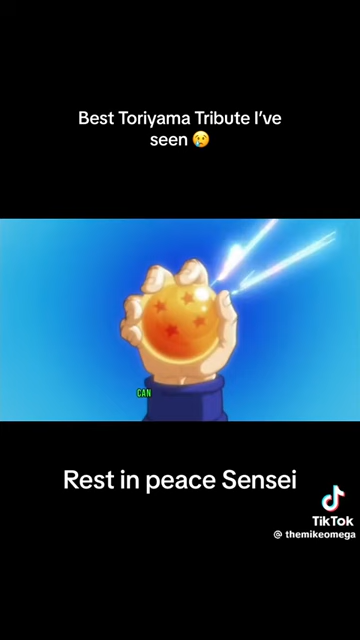 Best Toriyama Tribute I've
seen 😢
CAN
Rest in peace Sensei
TikTok
@ themikeomega